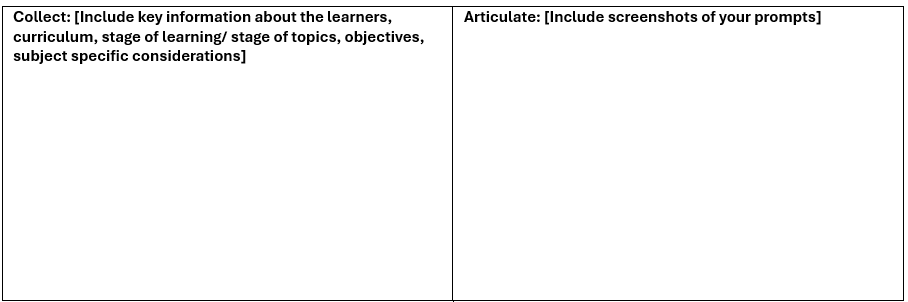 Collect: [Include key information about the learners,
curriculum, stage of learning/ stage of topics, objectives,
subject specific considerations]
Articulate: [Include screenshots of your prompts]